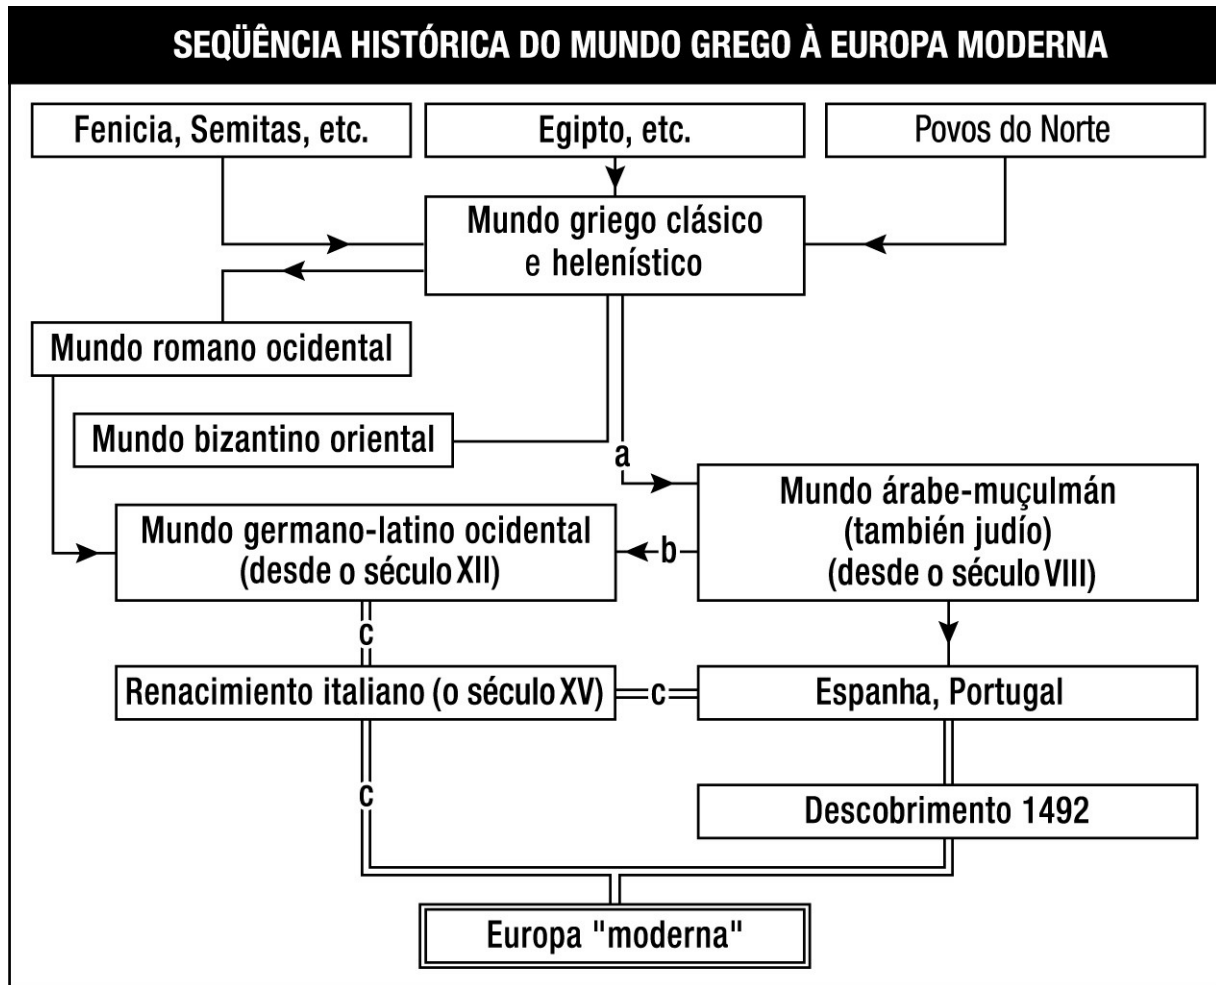 SEQÜÊNCIA HISTÓRICA DO MUNDO GREGO À EUROPA MODERNA
Fenicia, Semitas, etc.
Egipto, etc.
Povos do Norte
Mundo griego clásico
e helenístico
Mundo romano ocidental
Mundo bizantino oriental
a
Mundo árabe-muçulmán
(también judío)
(desde o século VIII)
Mundo germano-latino ocidental
(desde o século XII)
b
c
Renacimiento italiano (o século XV)
c
Espanha, Portugal
c
Descobrimento 1492
Europa "moderna"